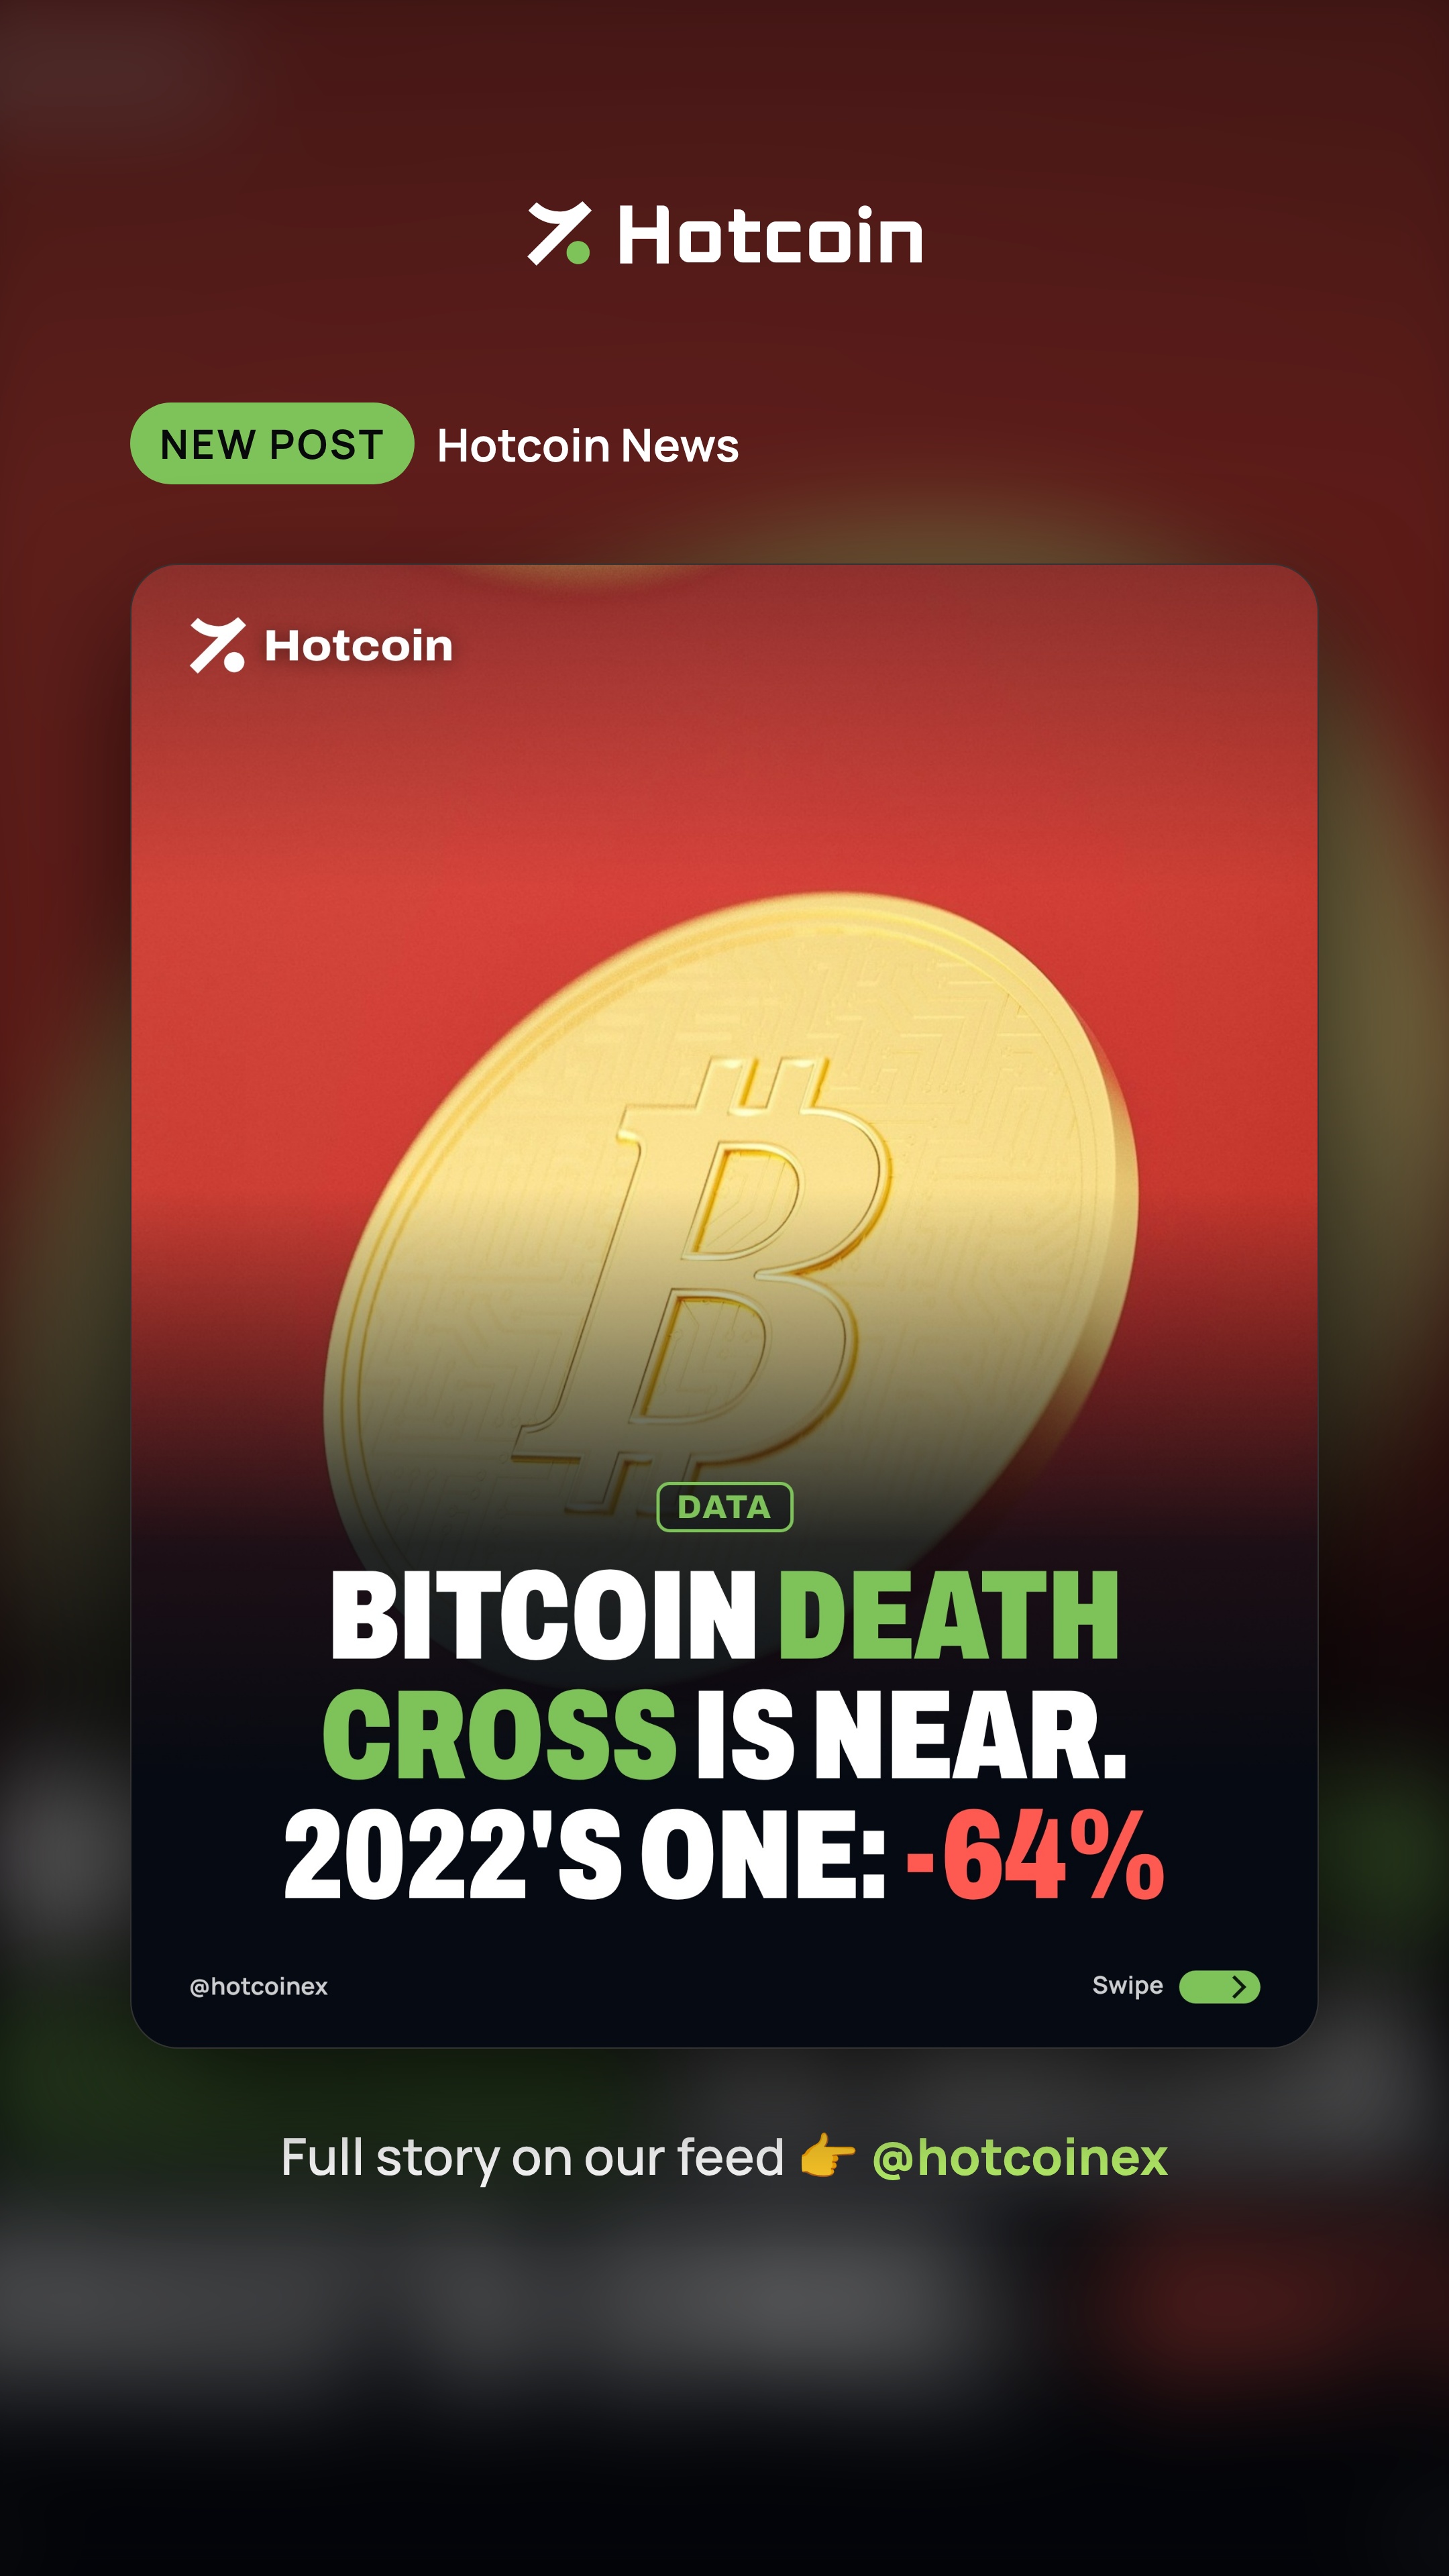 Hotcoin
NEW POST Hotcoin News
Hotcoin
DATA
BITCOIN DEATH
CROSS IS NEAR.
2022'S ONE: -64%
@hotcoinex Swipe
Full story on our feed 👉 @hotcoinex